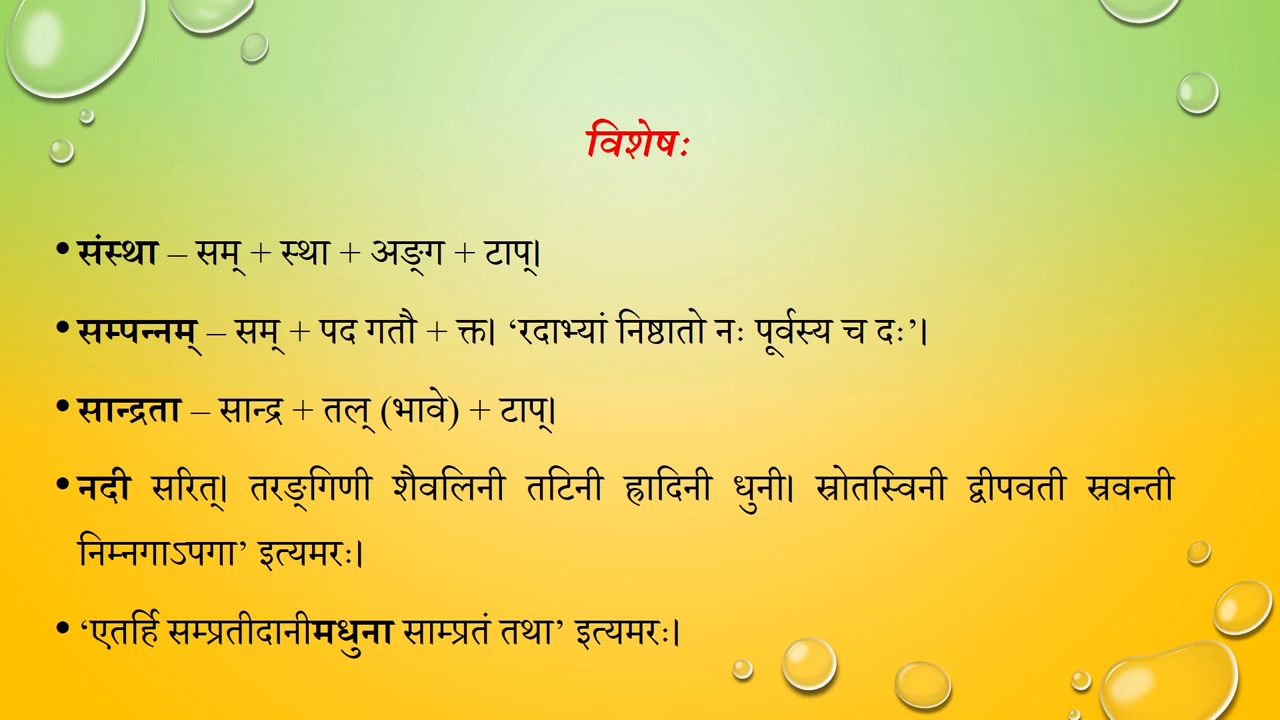 विशेषः
• संस्था – सम् + स्था + अङ्ग + टाप्।
• सम्पन्नम् – सम् + पद गतौ + क्त। ‘रदाभ्यां निष्ठातो नः पूर्वस्य च दः’।
• सान्द्रता – सान्द्र + तल् (भावे) + टाप्।
• नदी सरित्। तरङ्गिणी शैवलिनी तटिनी ह्रादिनी धुनी। स्रोतस्विनी द्वीपवती स्रवन्ती
निम्नगाऽपगा’ इत्यमरः।
• ‘एतर्हि सम्प्रतीदानीमधुना साम्प्रतं तथा’ इत्यमरः।